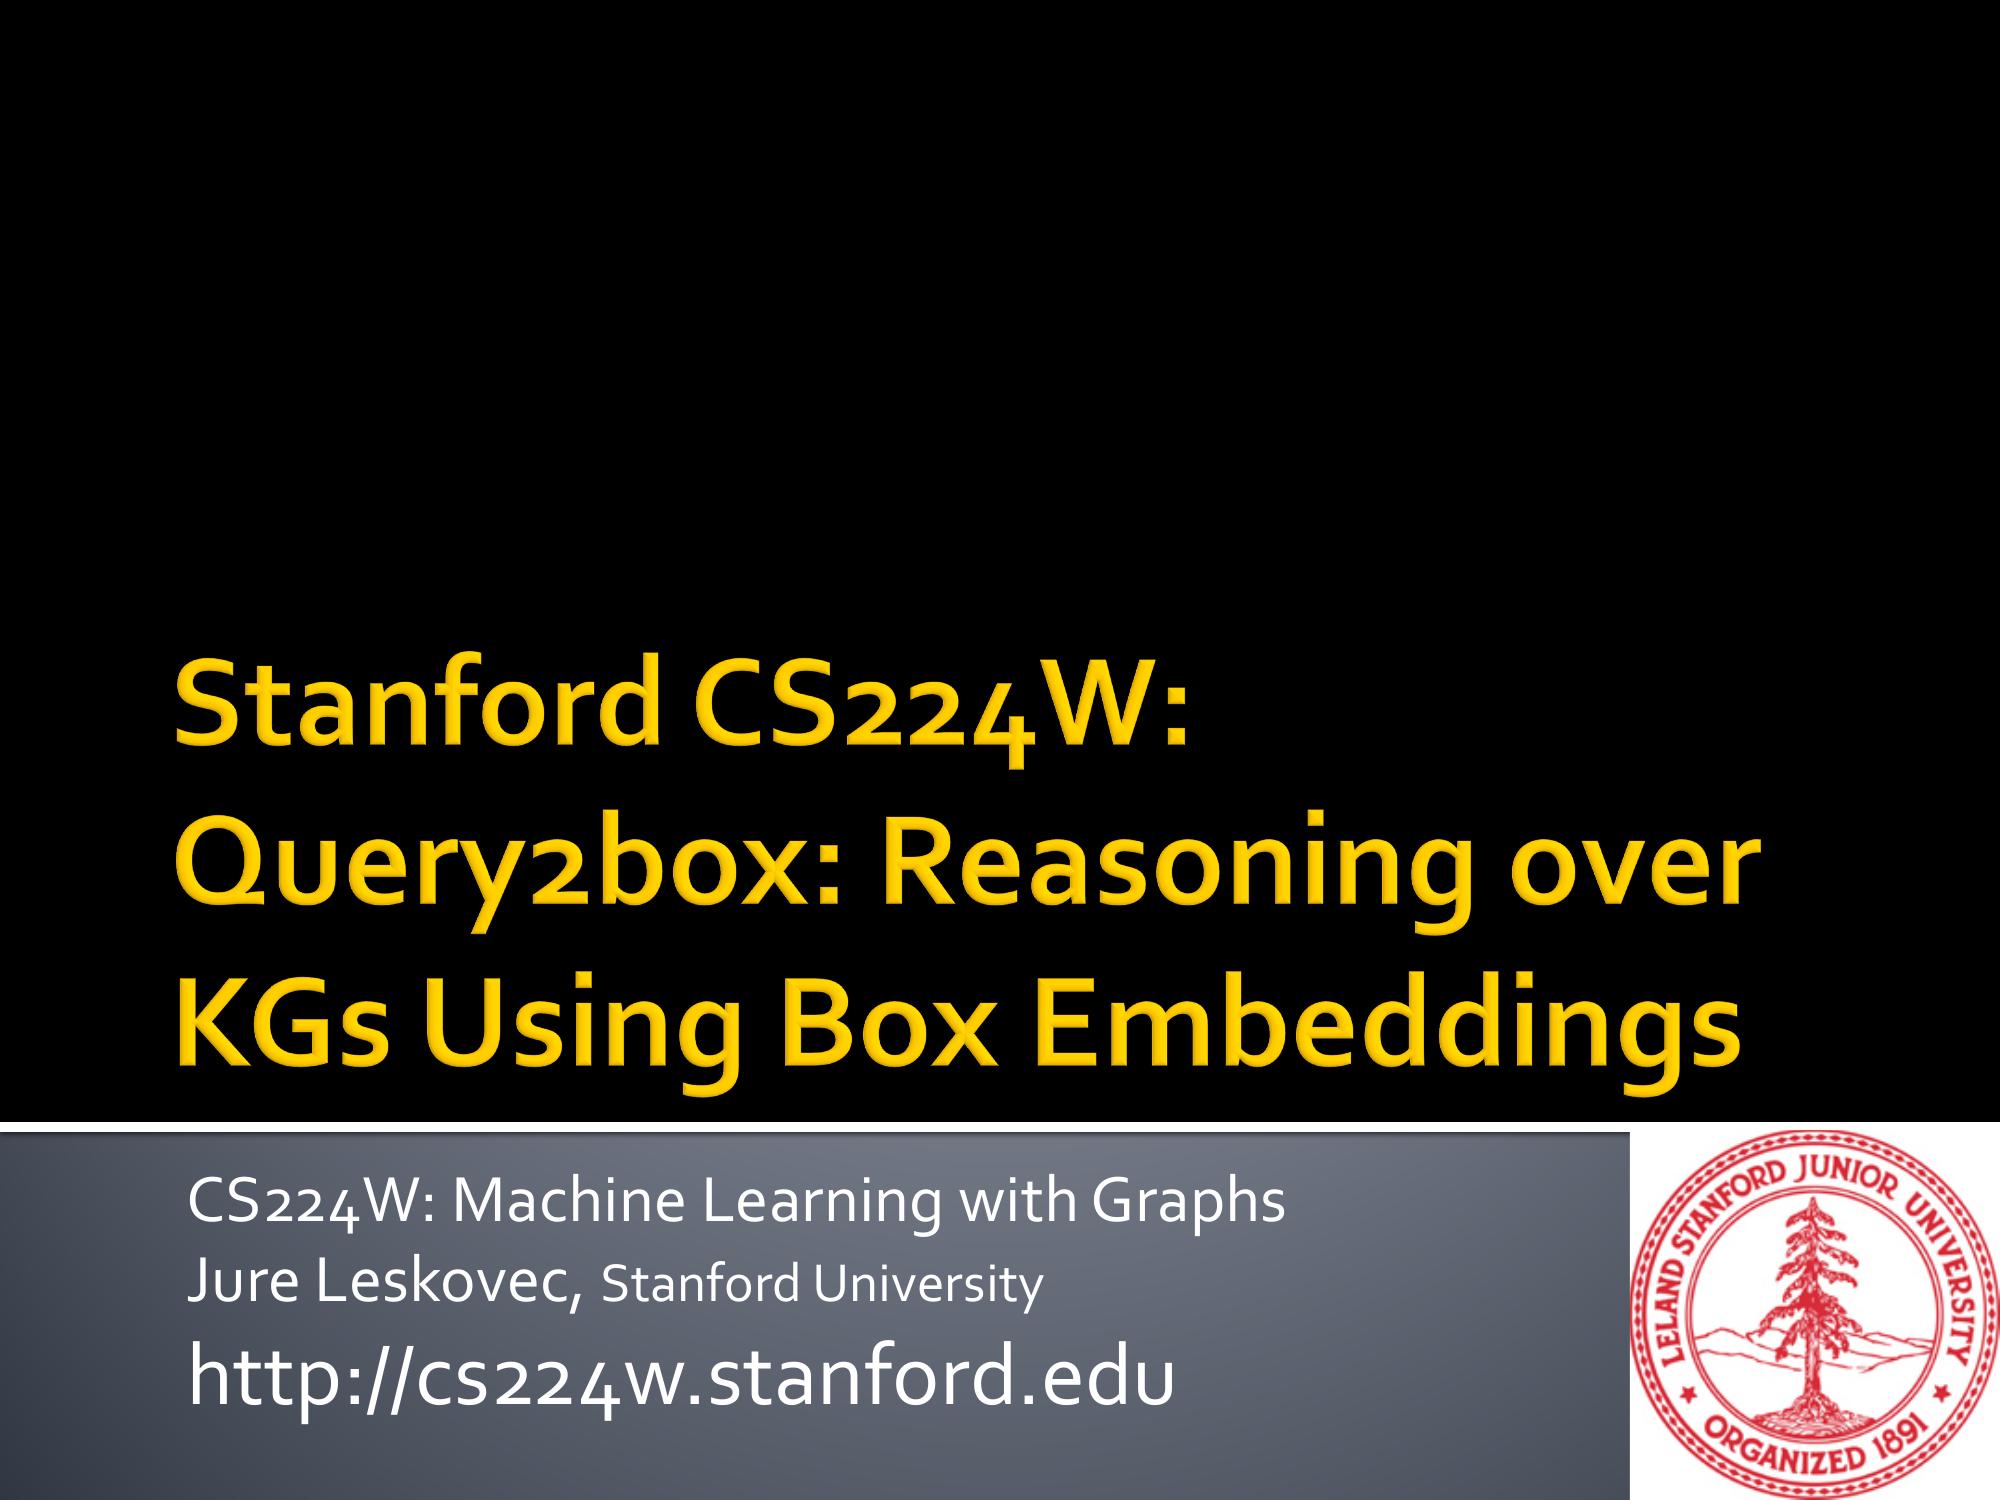 Stanford CS224W:
Query2box: Reasoning over
KGs Using Box Embeddings
CS224W: Machine Learning with Graphs
Jure Leskovec, Stanford University
http://cs224w.stanford.edu
LELAND STANFORD JUNIOR UNIVERSITY
ORGANIZED 1891